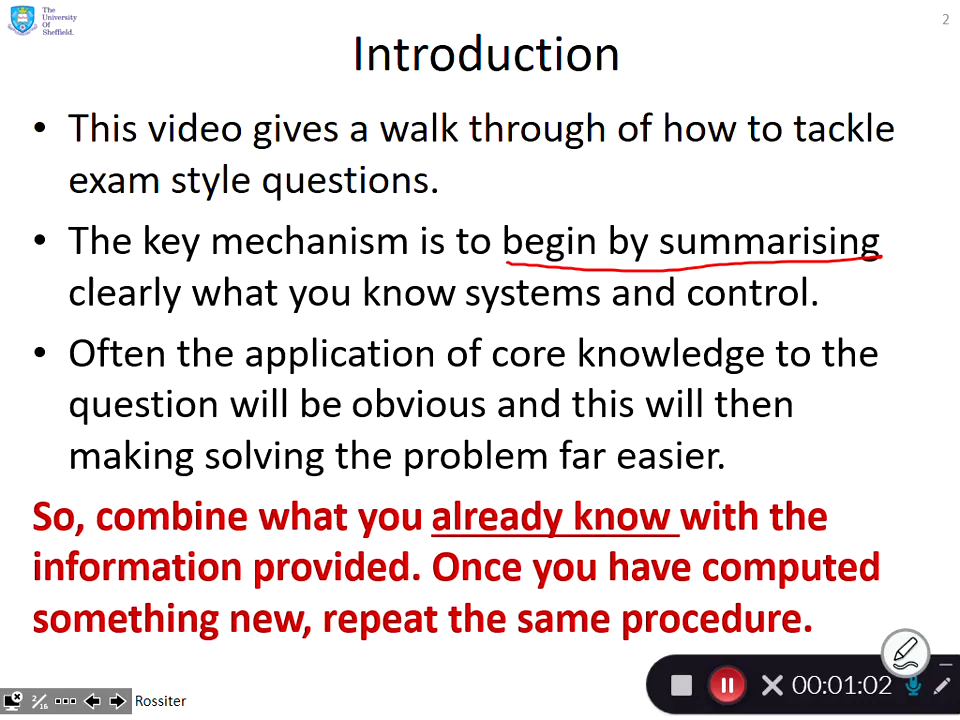 The
University
Of
Sheffield.
2
Introduction
• This video gives a walk through of how to tackle
exam style questions.
• The key mechanism is to begin by summarising
clearly what you know systems and control.
• Often the application of core knowledge to the
question will be obvious and this will then
making solving the problem far easier.
So, combine what you already know with the
information provided. Once you have computed
something new, repeat the same procedure.
2/16
Rossiter
00:01:02